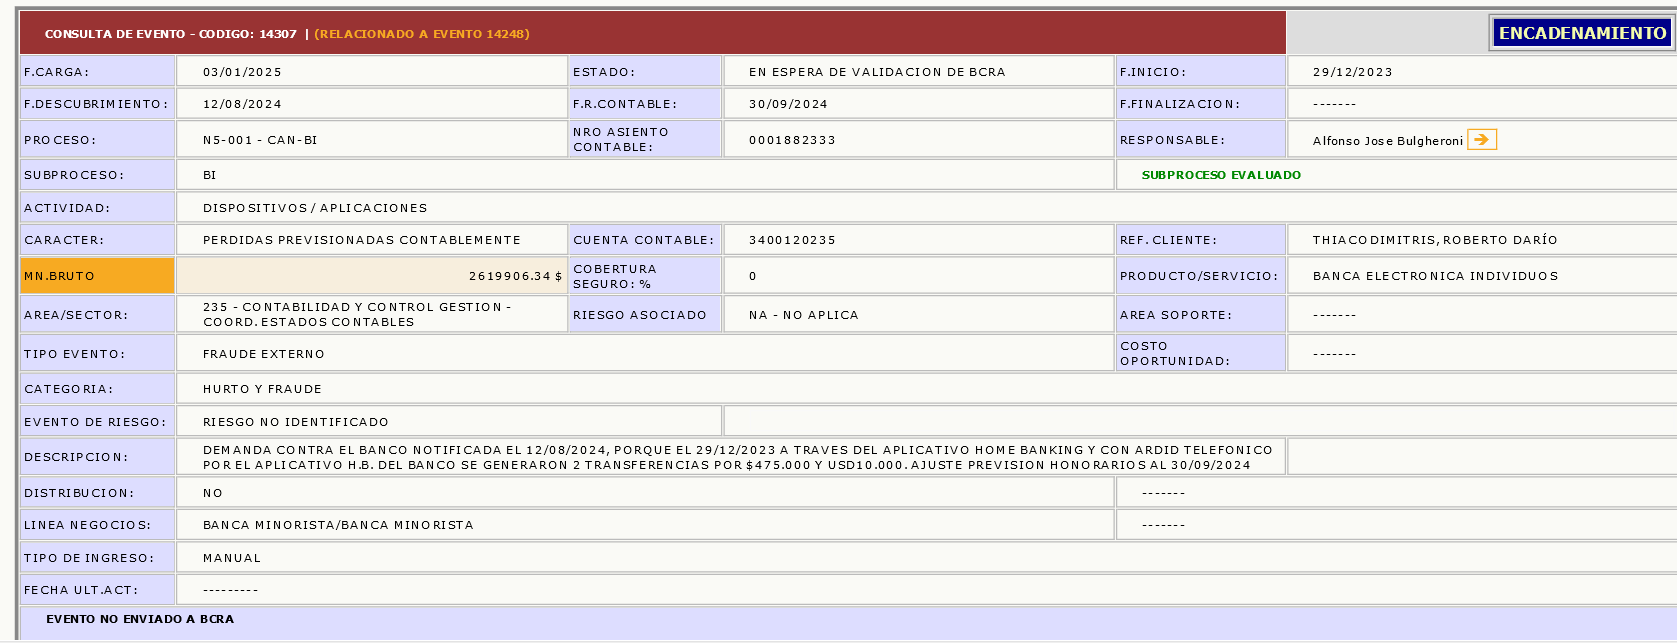 CONSULTA DE EVENTO - CODIGO: 14307 | (RELACIONADO A EVENTO 14248) ENCADENAMIENTO
F.CARGA: 03/01/2025 ESTADO: EN ESPERA DE VALIDACION DE BCRA F.INICIO: 29/12/2023
F.DESCUBRIMIENTO: 12/08/2024 F.R.CONTABLE: 30/09/2024 F.FINALIZACION: -------
PROCESO: N5-001 - CAN-BI NRO ASIENTO
CONTABLE: 0001882333 RESPONSABLE: Alfonso Jose Bulgheroni
SUBPROCESO: BI SUBPROCESO EVALUADO
ACTIVIDAD: DISPOSITIVOS / APLICACIONES
CARACTER: PERDIDAS PREVISIONADAS CONTABLEMENTE CUENTA CONTABLE: 3400120235 REF. CLIENTE: THIACODIMITRIS, ROBERTO DARÍO
MN.BRUTO 2619906.34 $ COBERTURA
SEGURO: % 0 PRODUCTO/SERVICIO: BANCA ELECTRONICA INDIVIDUOS
AREA/SECTOR: 235 - CONTABILIDAD Y CONTROL GESTION -
COORD. ESTADOS CONTABLES RIESGO ASOCIADO NA - NO APLICA AREA SOPORTE: -------
TIPO EVENTO: FRAUDE EXTERNO COSTO
OPORTUNIDAD: -------
CATEGORIA: HURTO Y FRAUDE
EVENTO DE RIESGO: RIESGO NO IDENTIFICADO
DESCRIPCION: DEMANDA CONTRA EL BANCO NOTIFICADA EL 12/08/2024, PORQUE EL 29/12/2023 A TRAVES DEL APLICATIVO HOME BANKING Y CON ARDID TELEFONICO
POR EL APLICATIVO H.B. DEL BANCO SE GENERARON 2 TRANSFERENCIAS POR $475.000 Y USD10.000. AJUSTE PREVISION HONORARIOS AL 30/09/2024
DISTRIBUCION: NO -------
LINEA NEGOCIOS: BANCA MINORISTA/BANCA MINORISTA -------
TIPO DE INGRESO: MANUAL
FECHA ULT.ACT: ---------
EVENTO NO ENVIADO A BCRA